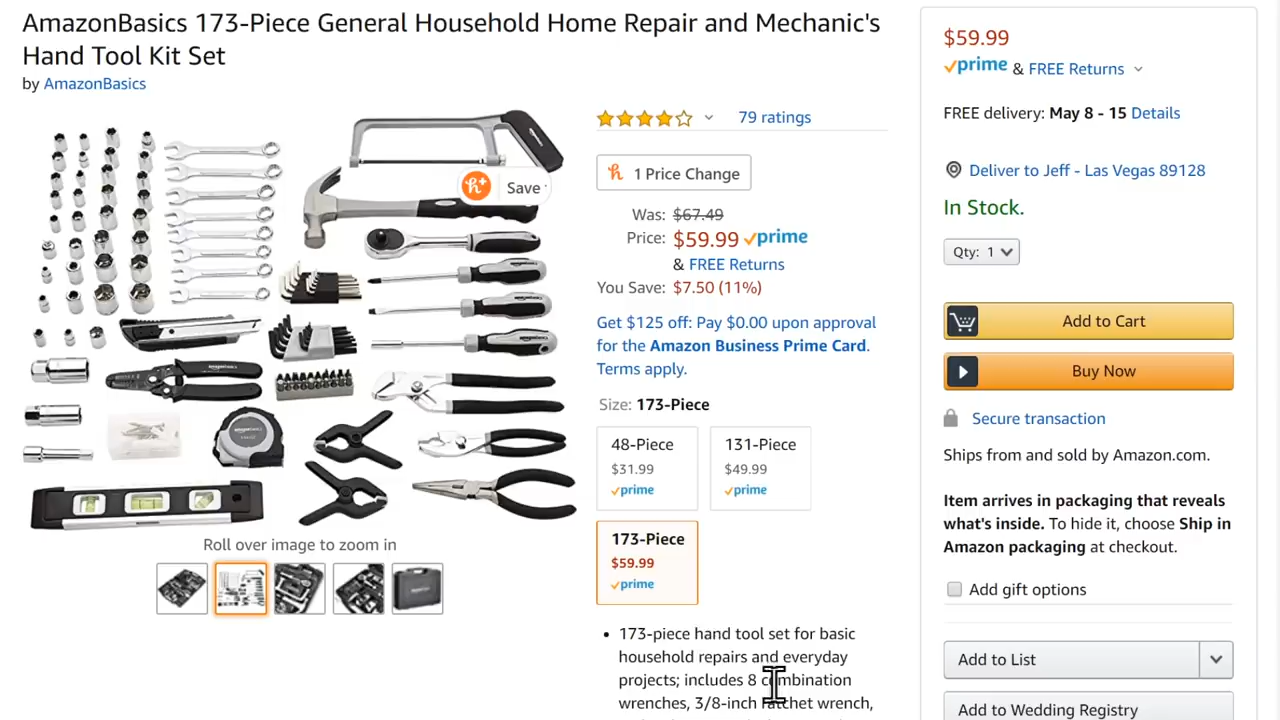 AmazonBasics 173-Piece General Household Home Repair and Mechanic's
Hand Tool Kit Set
by AmazonBasics
Save
Roll over image to zoom in
79 ratings
1 Price Change
Was: $67.49
Price: $59.99 prime
& FREE Returns
You Save: $7.50 (11%)
Get $125 off: Pay $0.00 upon approval
for the Amazon Business Prime Card.
Terms apply.
Size: 173-Piece
48-Piece
$31.99
prime
131-Piece
$49.99
prime
173-Piece
$59.99
prime
• 173-piece hand tool set for basic
household repairs and everyday
projects; includes 8 combination
wrenches, 3/8-inch ratchet wrench,
$59.99
prime & FREE Returns
FREE delivery: May 8 - 15 Details
Deliver to Jeff - Las Vegas 89128
In Stock.
Qty: 1
Add to Cart
Buy Now
Secure transaction
Ships from and sold by Amazon.com.
Item arrives in packaging that reveals
what's inside. To hide it, choose Ship in
Amazon packaging at checkout.
Add gift options
Add to List
Add to Wedding Registry